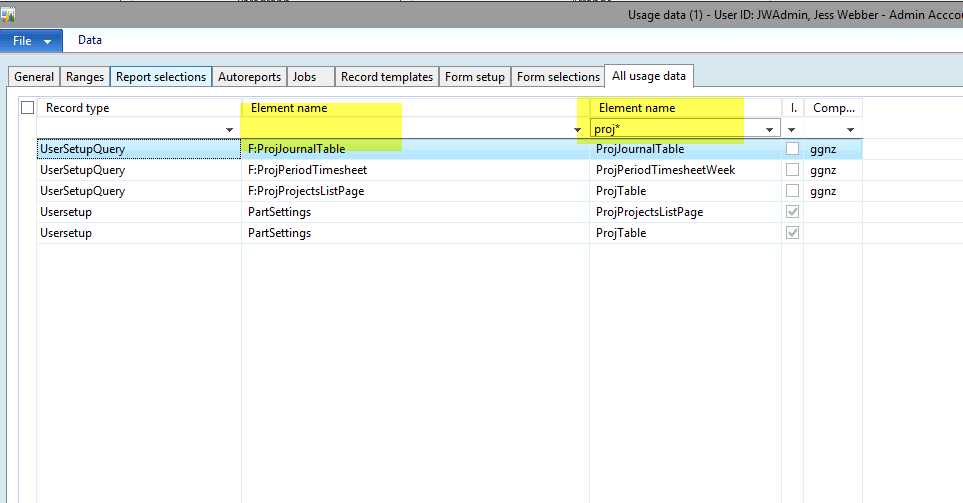 Usage data (1) - User ID: JWAdmin, Jess Webber - Admin Acccou
File Data
General Ranges Report selections Autoreports Jobs Record templates Form setup Form selections All usage data
Record type Element name Element name I. Comp...
proj*
UserSetupQuery F:ProjJournalTable ProjJournalTable ggnz
UserSetupQuery F:ProjPeriodTimesheet ProjPeriodTimesheetWeek ggnz
UserSetupQuery F:ProjProjectsListPage ProjTable ggnz
Usersetup PartSettings ProjProjectsListPage
Usersetup PartSettings ProjTable